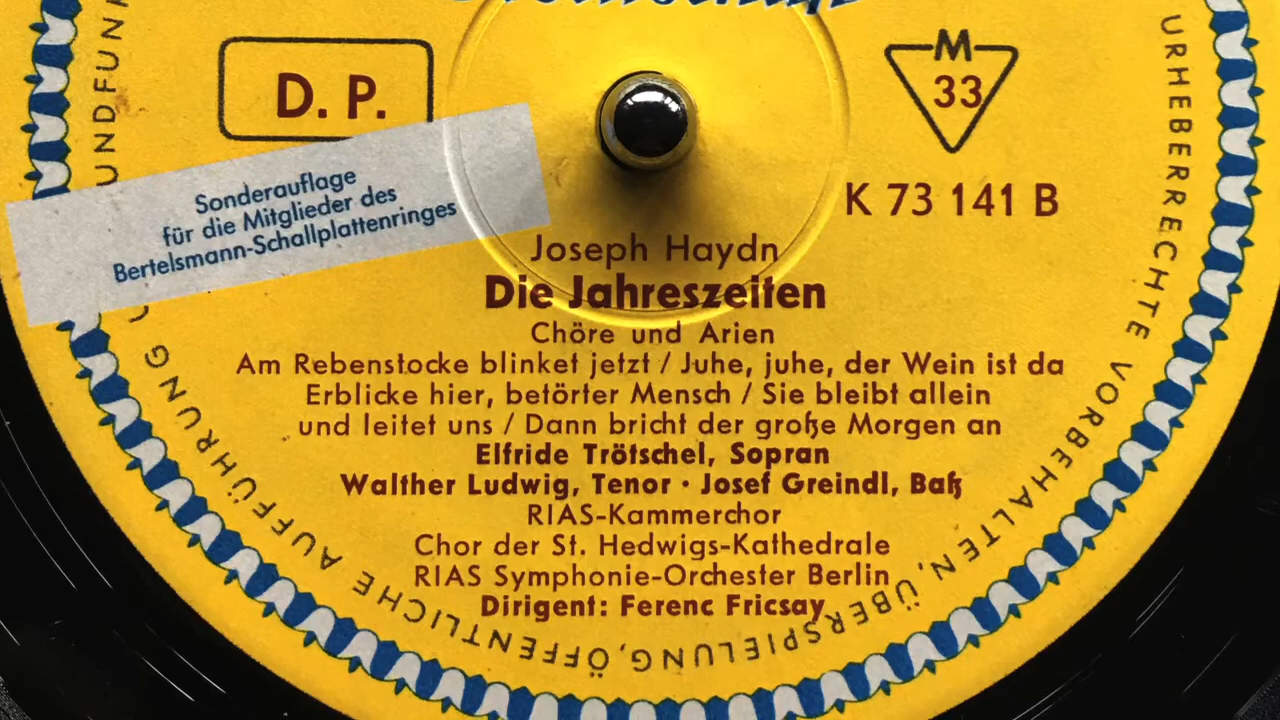 D. P.
M
33
K 73 141 B
Sonderauflage
für die Mitglieder des
Bertelsmann-Schallplattenringes
Joseph Haydn
Die Jahreszeiten
Chöre und Arien
Am Rebenstocke blinket jetzt / Juhe, juhe, der Wein ist da
Erblicke hier, betörter Mensch / Sie bleibt allein
und leitet uns / Dann bricht der große Morgen an
Elfride Trötschel, Sopran
Walther Ludwig, Tenor · Josef Greindl, Baß
RIAS-Kammerchor
Chor der St. Hedwigs-Kathedrale
RIAS Symphonie-Orchester Berlin
Dirigent: Ferenc Fricsay
URHEBERRECHTE VORBEHALTEN, ÜBERSPIELUNG, ÖFFENTLICHE AUFFÜHRUNG